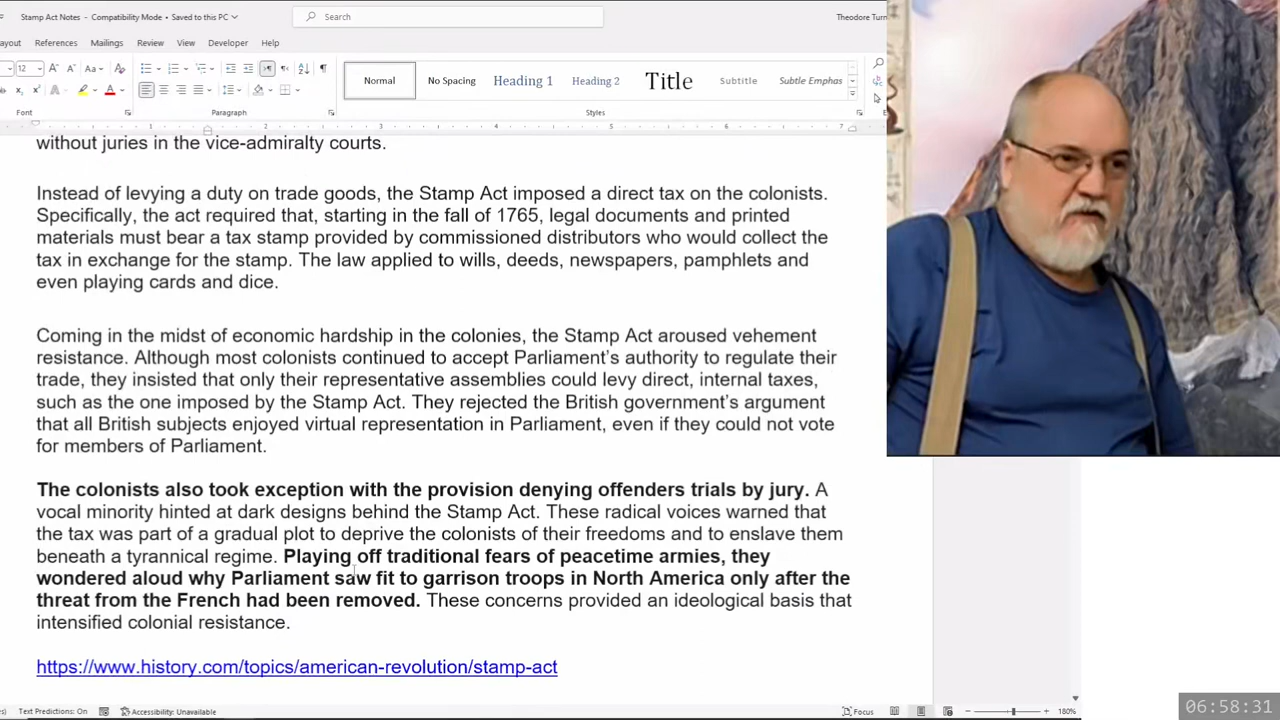 Stamp Act Notes - Compatibility Mode • Saved to this PC
Search
Theodore Turn
ayout References Mailings Review View Developer Help
12 Aa
Normal No Spacing Heading 1 Heading 2 Title Subtitle Subtle Emphas
Font Paragraph Styles
1 2 3 4 5 6 7
without juries in the vice-admiralty courts.
Instead of levying a duty on trade goods, the Stamp Act imposed a direct tax on the colonists.
Specifically, the act required that, starting in the fall of 1765, legal documents and printed
materials must bear a tax stamp provided by commissioned distributors who would collect the
tax in exchange for the stamp. The law applied to wills, deeds, newspapers, pamphlets and
even playing cards and dice.
Coming in the midst of economic hardship in the colonies, the Stamp Act aroused vehement
resistance. Although most colonists continued to accept Parliament's authority to regulate their
trade, they insisted that only their representative assemblies could levy direct, internal taxes,
such as the one imposed by the Stamp Act. They rejected the British government's argument
that all British subjects enjoyed virtual representation in Parliament, even if they could not vote
for members of Parliament.
The colonists also took exception with the provision denying offenders trials by jury. A
vocal minority hinted at dark designs behind the Stamp Act. These radical voices warned that
the tax was part of a gradual plot to deprive the colonists of their freedoms and to enslave them
beneath a tyrannical regime. Playing off traditional fears of peacetime armies, they
wondered aloud why Parliament saw fit to garrison troops in North America only after the
threat from the French had been removed. These concerns provided an ideological basis that
intensified colonial resistance.
https://www.history.com/topics/american-revolution/stamp-act
s) Text Predictions: On Accessibility: Unavailable Focus 180%
06:58:31